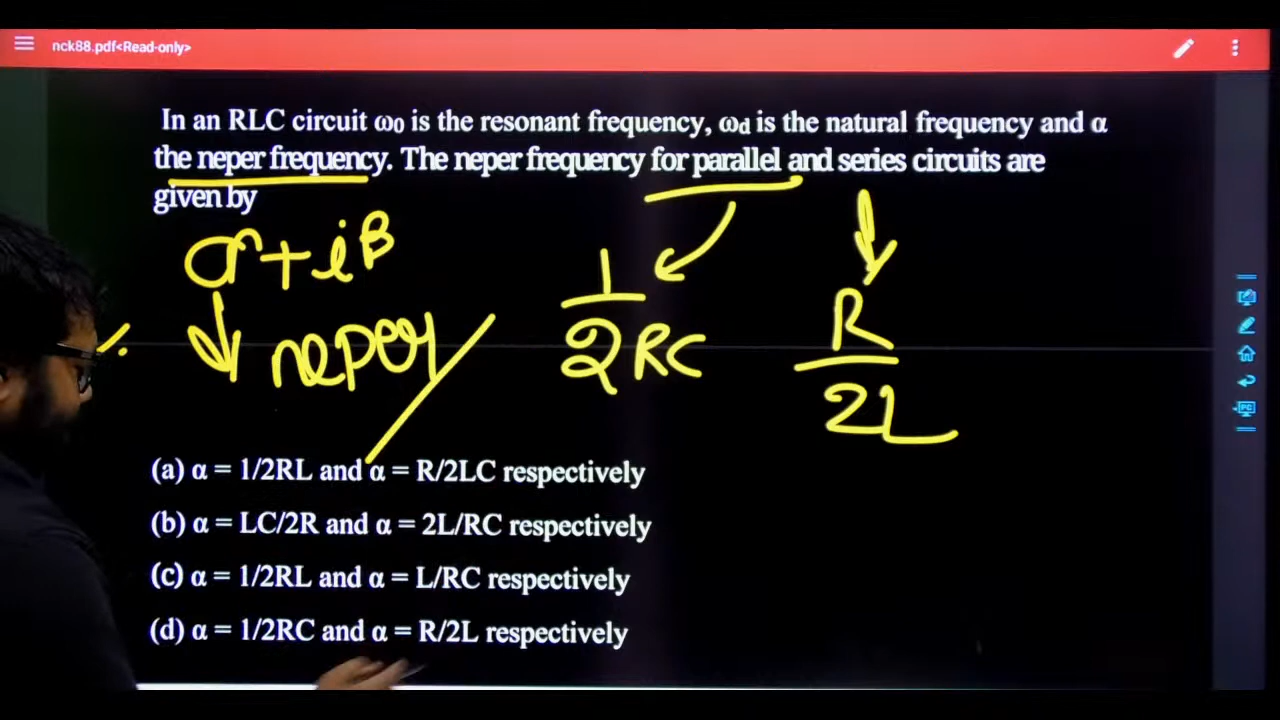 nck88.pdf<Read-only>
In an RLC circuit ω0 is the resonant frequency, ωd is the natural frequency and α
the neper frequency. The neper frequency for parallel and series circuits are
given by
α+iβ
neper
1
2RC
R
2L
(a) α = 1/2RL and α = R/2LC respectively
(b) α = LC/2R and α = 2L/RC respectively
(c) α = 1/2RL and α = L/RC respectively
(d) α = 1/2RC and α = R/2L respectively
PC